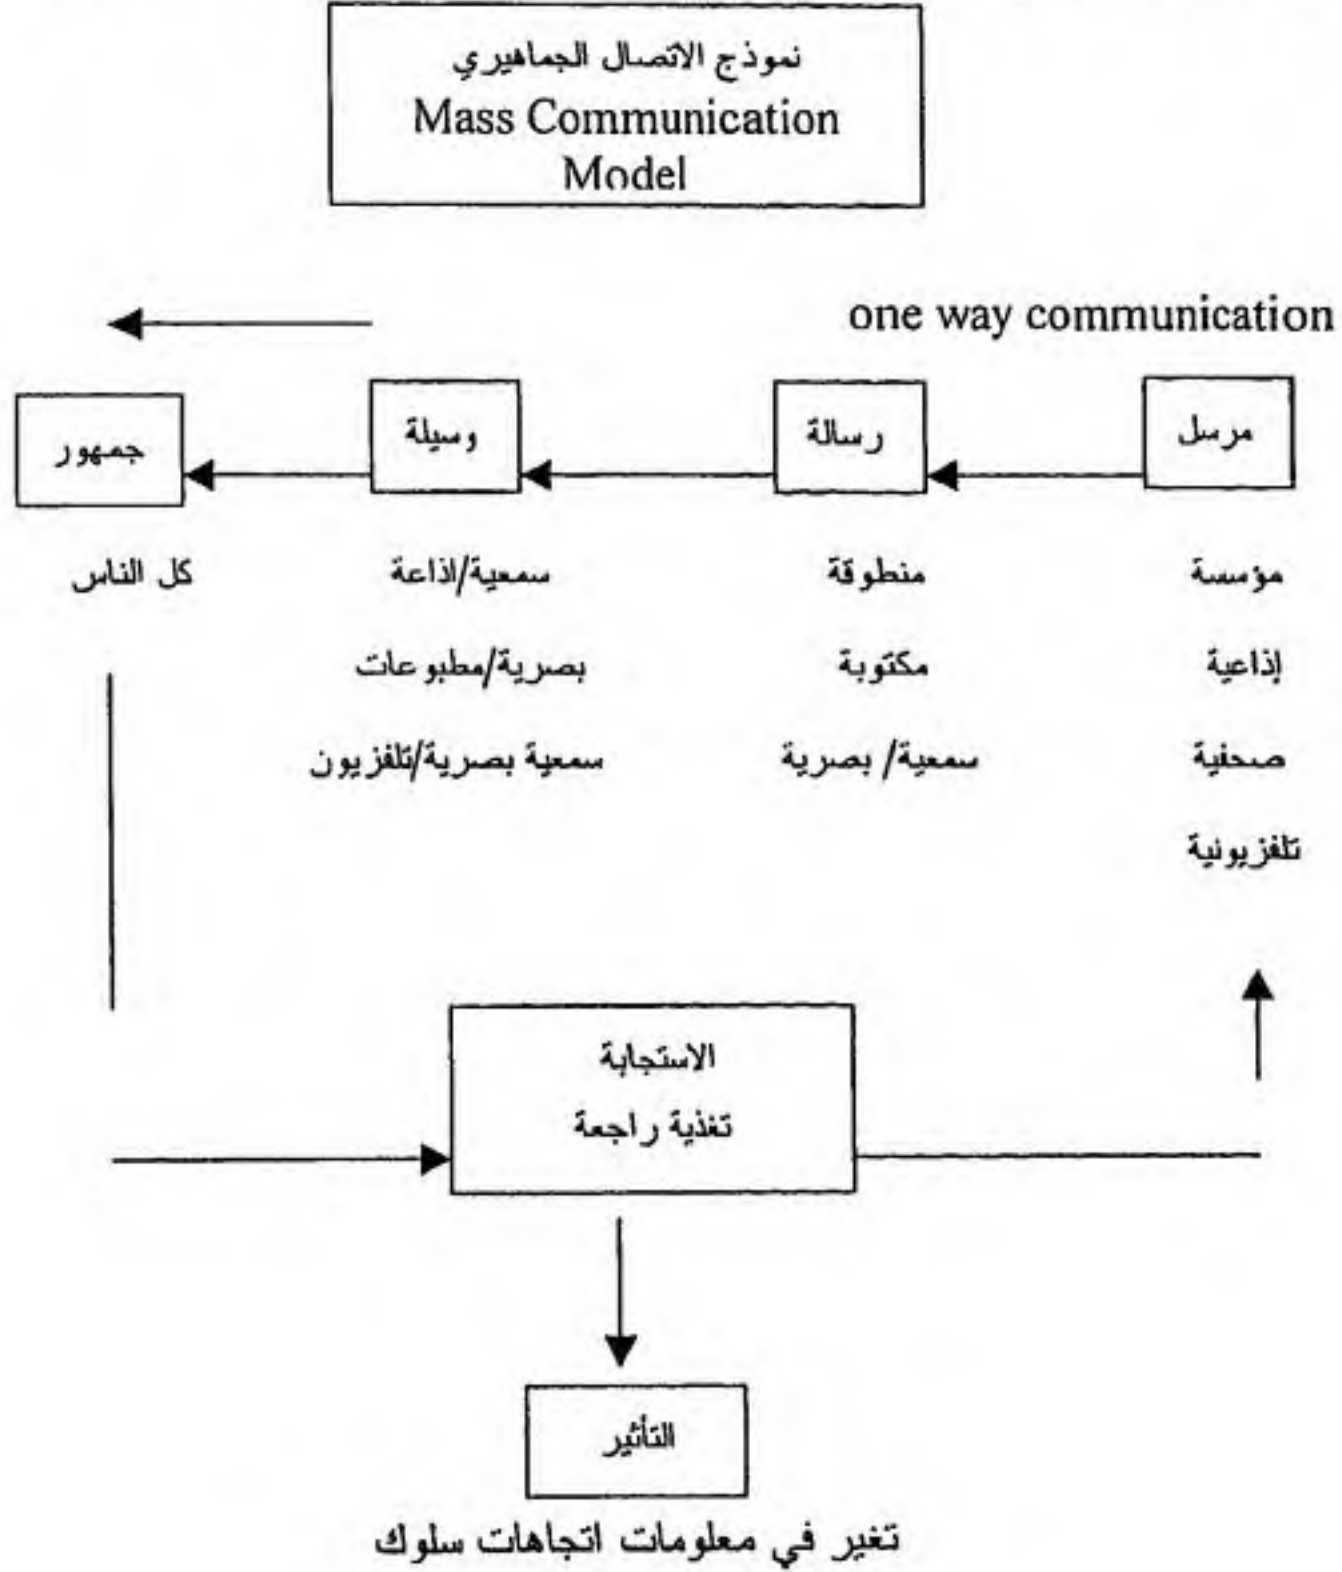 نموذج الاتصال الجماهيري
Mass Communication
Model
one way communication
مرسل
رسالة
وسيلة
جمهور
مؤسسة
إذاعية
صحفية
تلفزيونية
منطوقة
مكتوبة
سمعية/ بصرية
سمعية/اذاعة
بصرية/مطبوعات
سمعية بصرية/تلفزيون
كل الناس
الاستجابة
تغذية راجعة
التأثير
تغير في معلومات اتجاهات سلوك